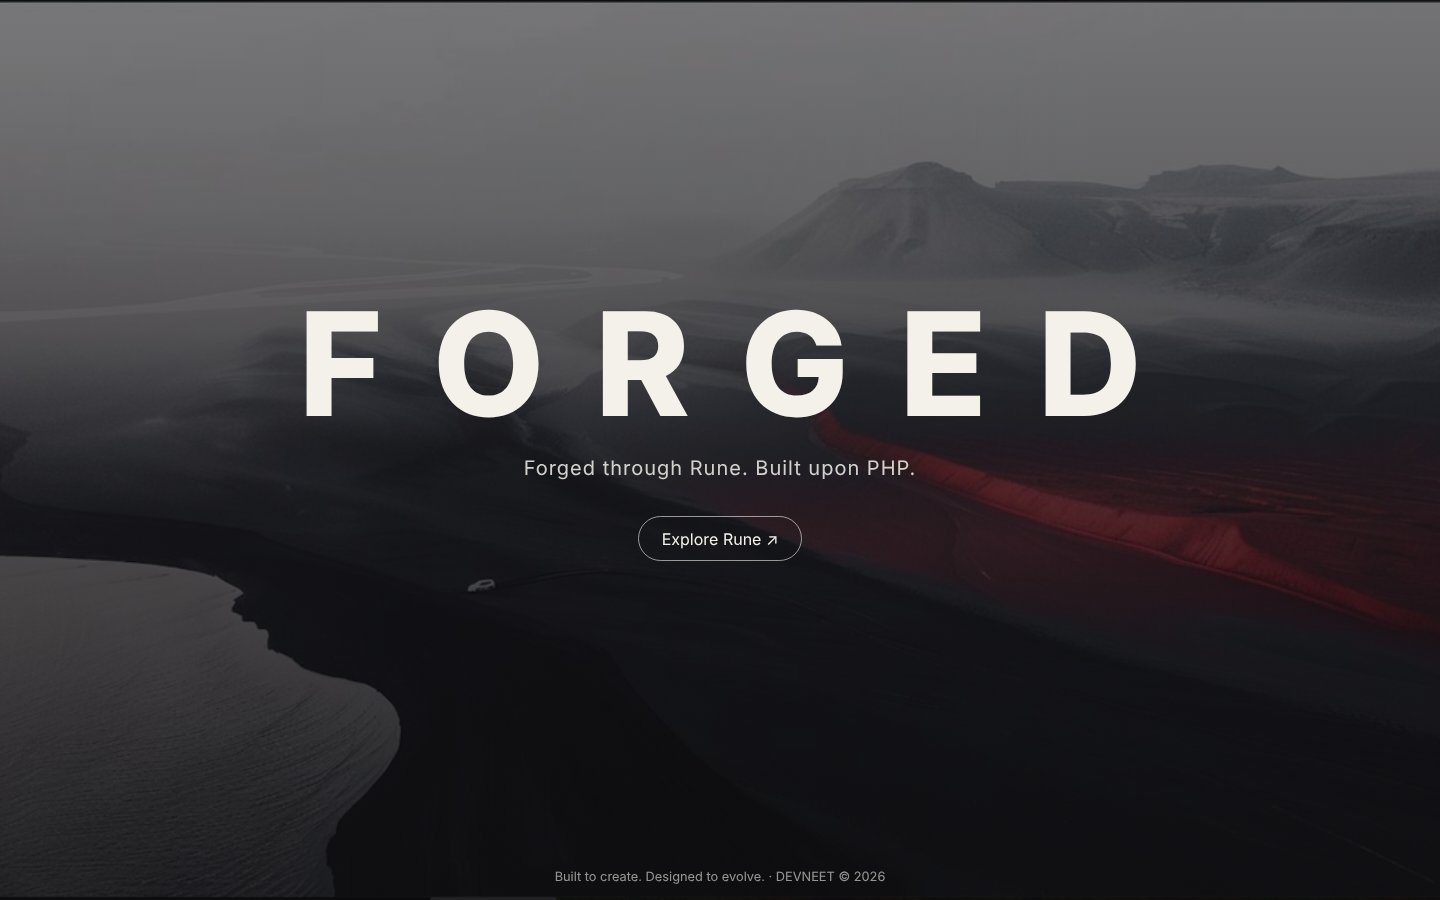 FORGED
Forged through Rune. Built upon PHP.
Explore Rune ↗
Built to create. Designed to evolve. · DEVNEET © 2026